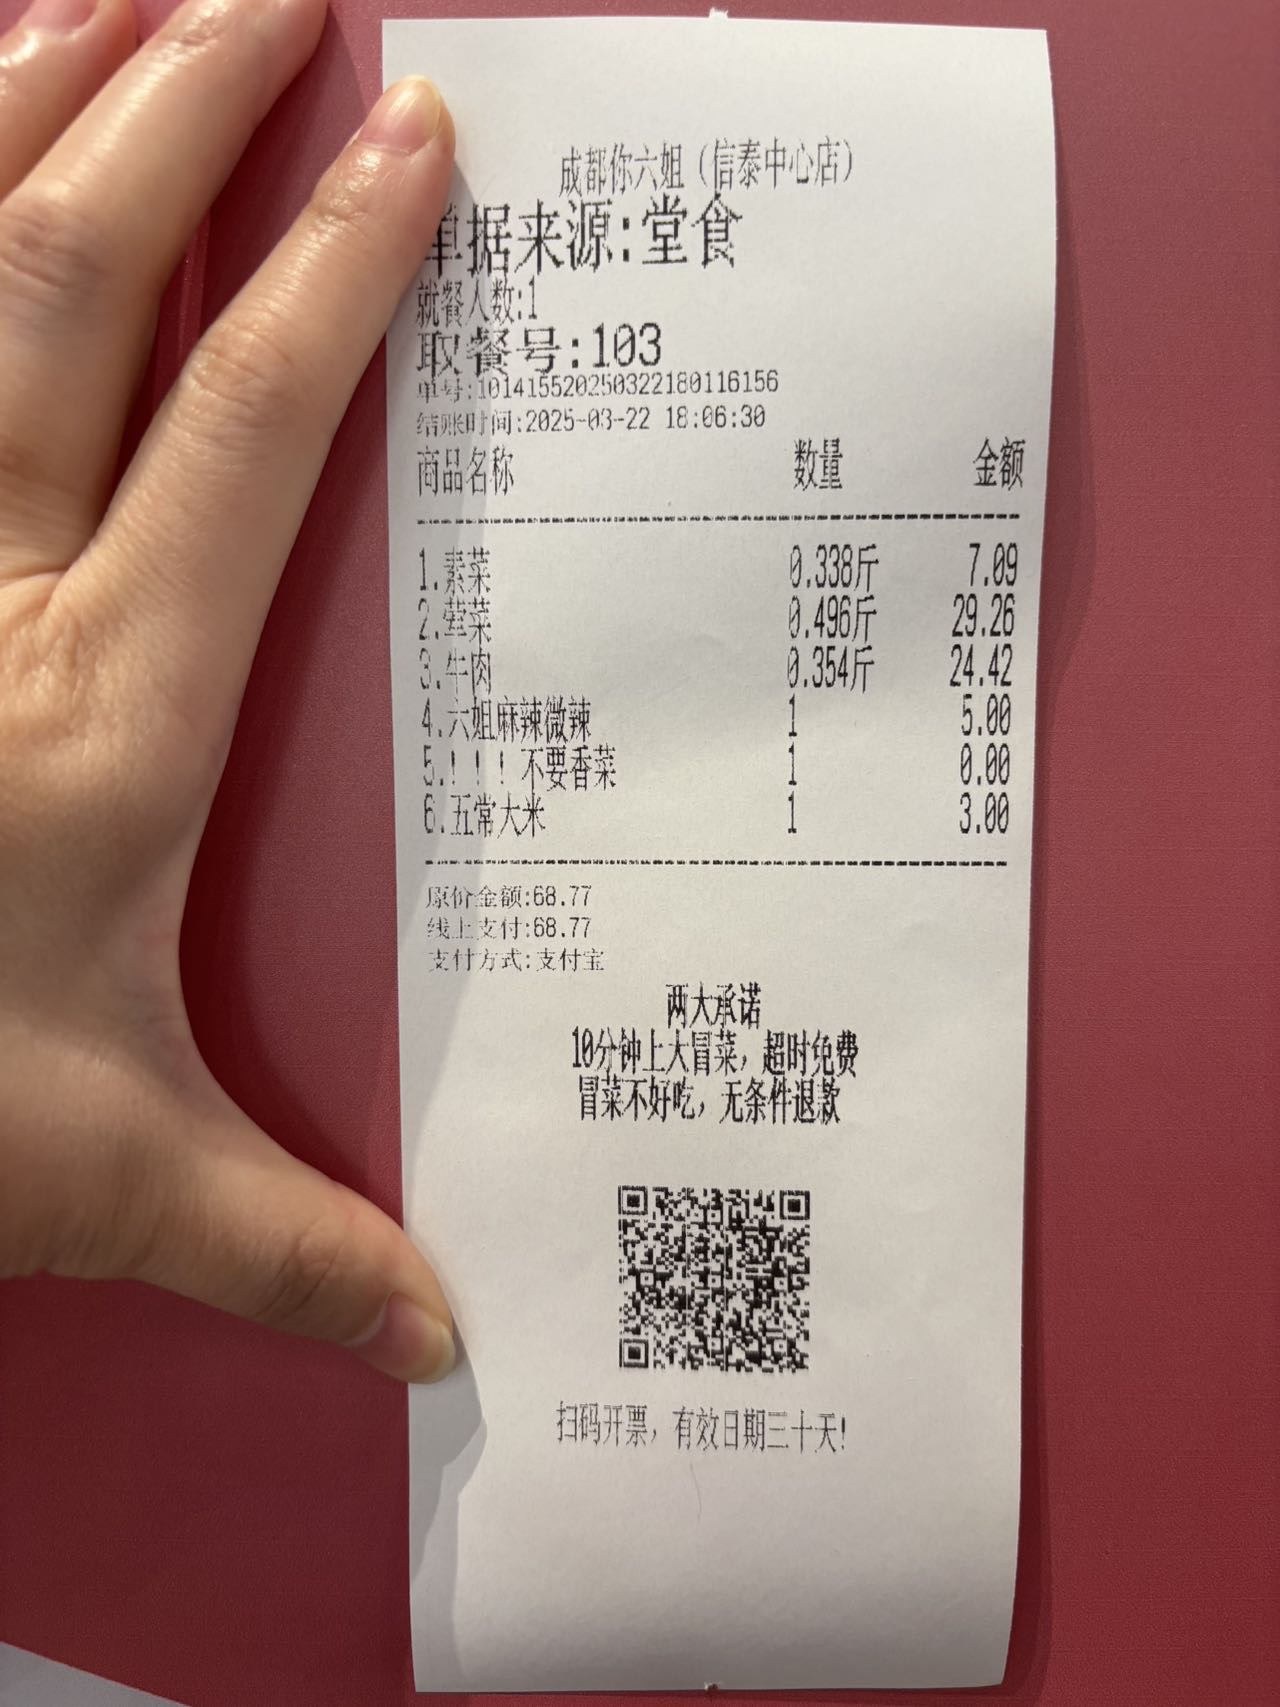 成都你六姐（信泰中心店）
单据来源:堂食
就餐人数:1
取餐号:103
单号:101415520250322180116156
结账时间:2025-03-22 18:06:30
商品名称 数量 金额
1.素菜 0.338斤 7.09
2.荤菜 0.496斤 29.26
3.牛肉 0.354斤 24.42
4.六姐麻辣微辣 1 5.00
5.！！！不要香菜 1 0.00
6.五常大米 1 3.00
原价金额:68.77
线上支付:68.77
支付方式:支付宝
两大承诺
10分钟上大冒菜，超时免费
冒菜不好吃，无条件退款
扫码开票，有效日期三十天!